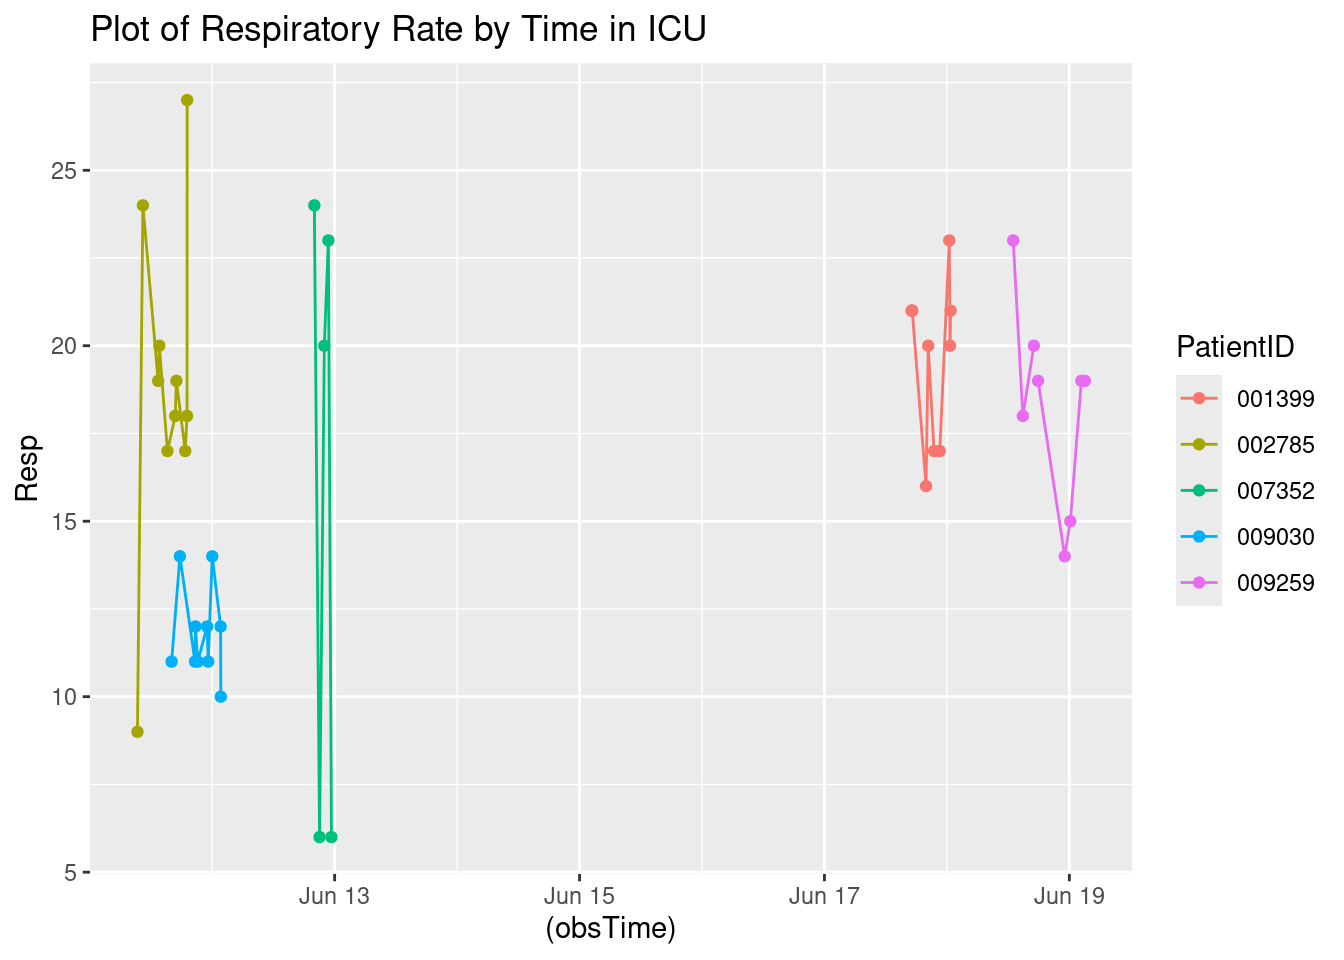 Plot of Respiratory Rate by Time in ICU
Resp
25
20
15
10
5
Jun 13
Jun 15
Jun 17
Jun 19
(obsTime)
PatientID
001399
002785
007352
009030
009259